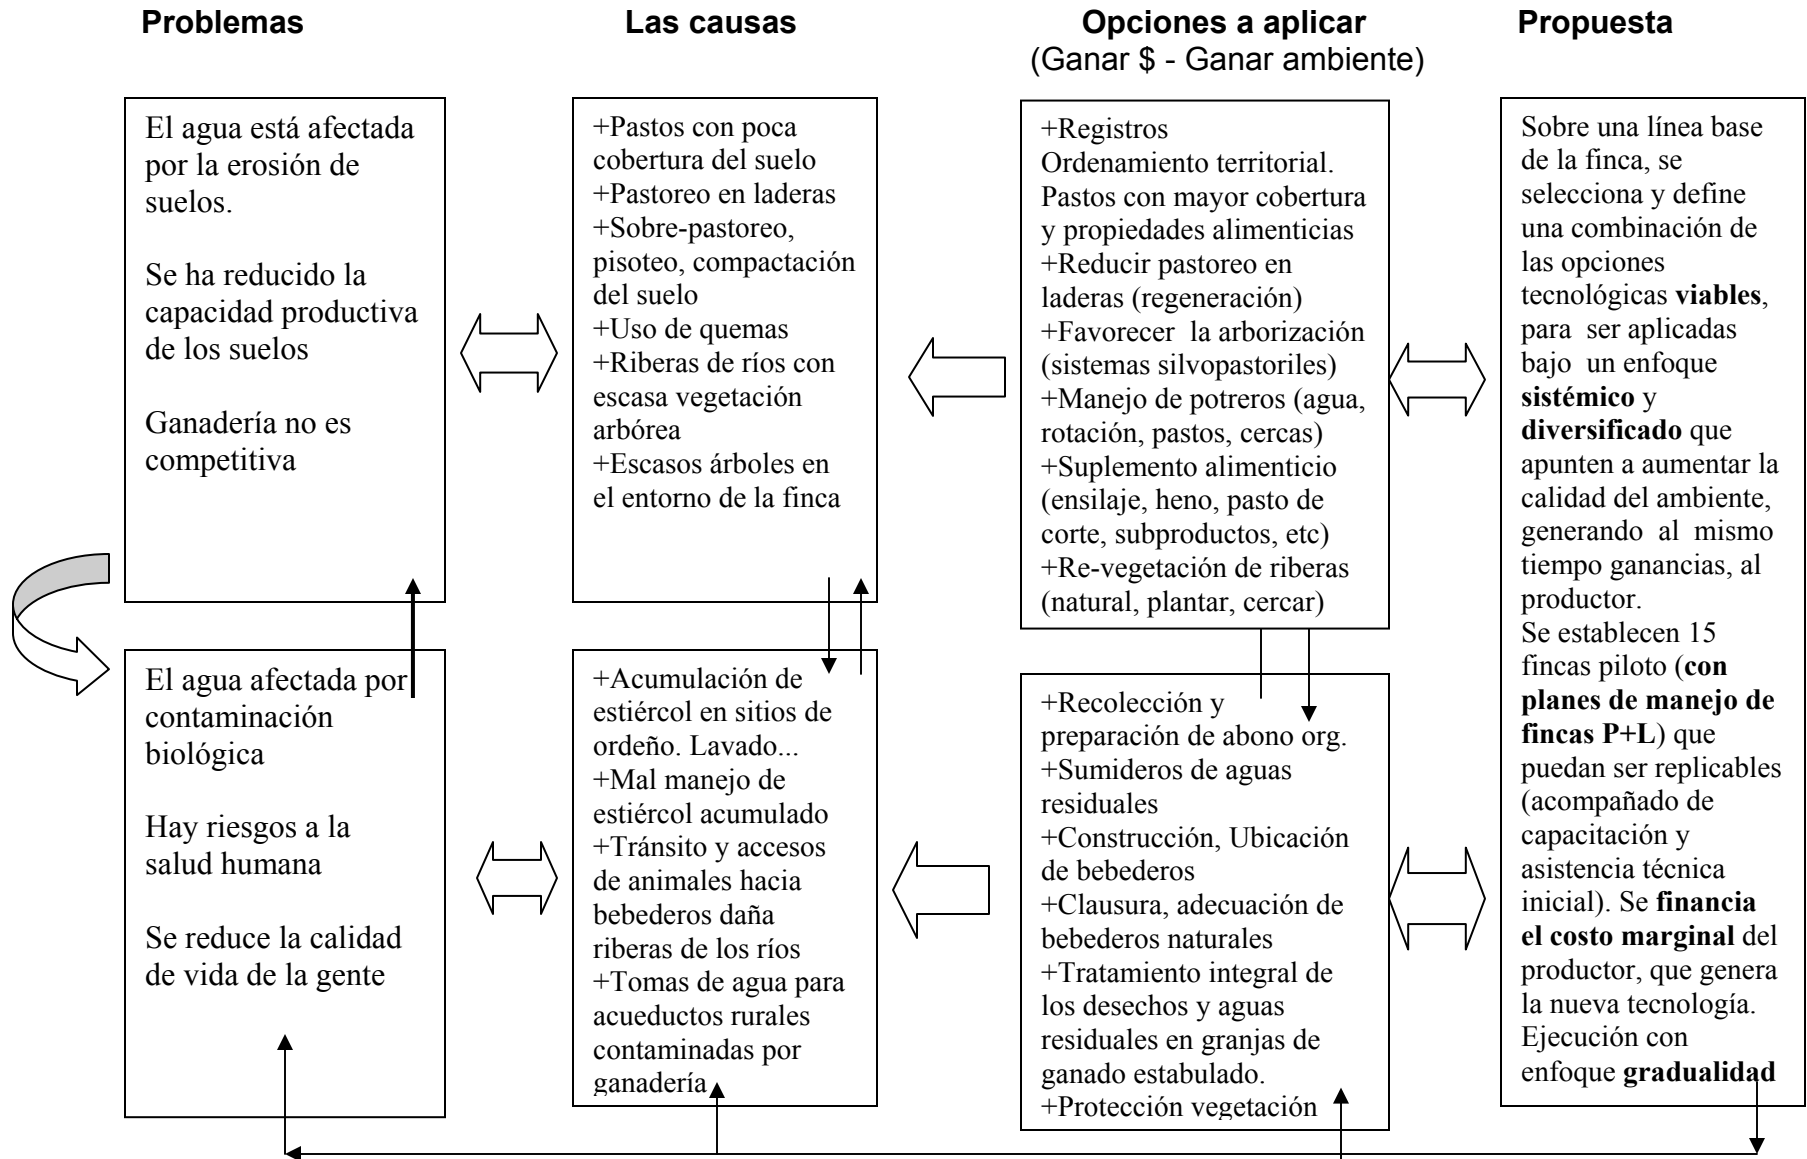 Problemas
Las causas
Opciones a aplicar
(Ganar $ - Ganar ambiente)
Propuesta
El agua está afectada
por la erosión de
suelos.
Se ha reducido la
capacidad productiva
de los suelos
Ganadería no es
competitiva
+Pastos con poca
cobertura del suelo
+Pastoreo en laderas
+Sobre-pastoreo,
pisoteo, compactación
del suelo
+Uso de quemas
+Riberas de ríos con
escasa vegetación
arbórea
+Escasos árboles en
el entorno de la finca
+Registros
Ordenamiento territorial.
Pastos con mayor cobertura
y propiedades alimenticias
+Reducir pastoreo en
laderas (regeneración)
+Favorecer la arborización
(sistemas silvopastoriles)
+Manejo de potreros (agua,
rotación, pastos, cercas)
+Suplemento alimenticio
(ensilaje, heno, pasto de
corte, subproductos, etc)
+Re-vegetación de riberas
(natural, plantar, cercar)
Sobre una línea base
de la finca, se
selecciona y define
una combinación de
las opciones
tecnológicas viables,
para ser aplicadas
bajo un enfoque
sistémico y
diversificado que
apunten a aumentar la
calidad del ambiente,
generando al mismo
tiempo ganancias, al
productor.
Se establecen 15
fincas piloto (con
planes de manejo de
fincas P+L) que
puedan ser replicables
(acompañado de
capacitación y
asistencia técnica
inicial). Se financia
el costo marginal del
productor, que genera
la nueva tecnología.
Ejecución con
enfoque gradualidad
El agua afectada por
contaminación
biológica
Hay riesgos a la
salud humana
Se reduce la calidad
de vida de la gente
+Acumulación de
estiércol en sitios de
ordeño. Lavado...
+Mal manejo de
estiércol acumulado
+Tránsito y accesos
de animales hacia
bebederos daña
riberas de los ríos
+Tomas de agua para
acueductos rurales
contaminadas por
ganadería
+Recolección y
preparación de abono org.
+Sumideros de aguas
residuales
+Construcción, Ubicación
de bebederos
+Clausura, adecuación de
bebederos naturales
+Tratamiento integral de
los desechos y aguas
residuales en granjas de
ganado estabulado.
+Protección vegetación